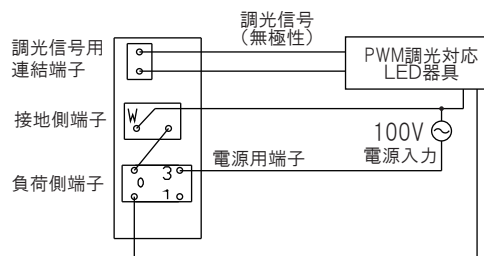 調光信号
(無極性)
調光信号用
連結端子
PWM調光対応
LED器具
接地側端子
W
100V
電源入力
負荷側端子
電源用端子
3
0
1